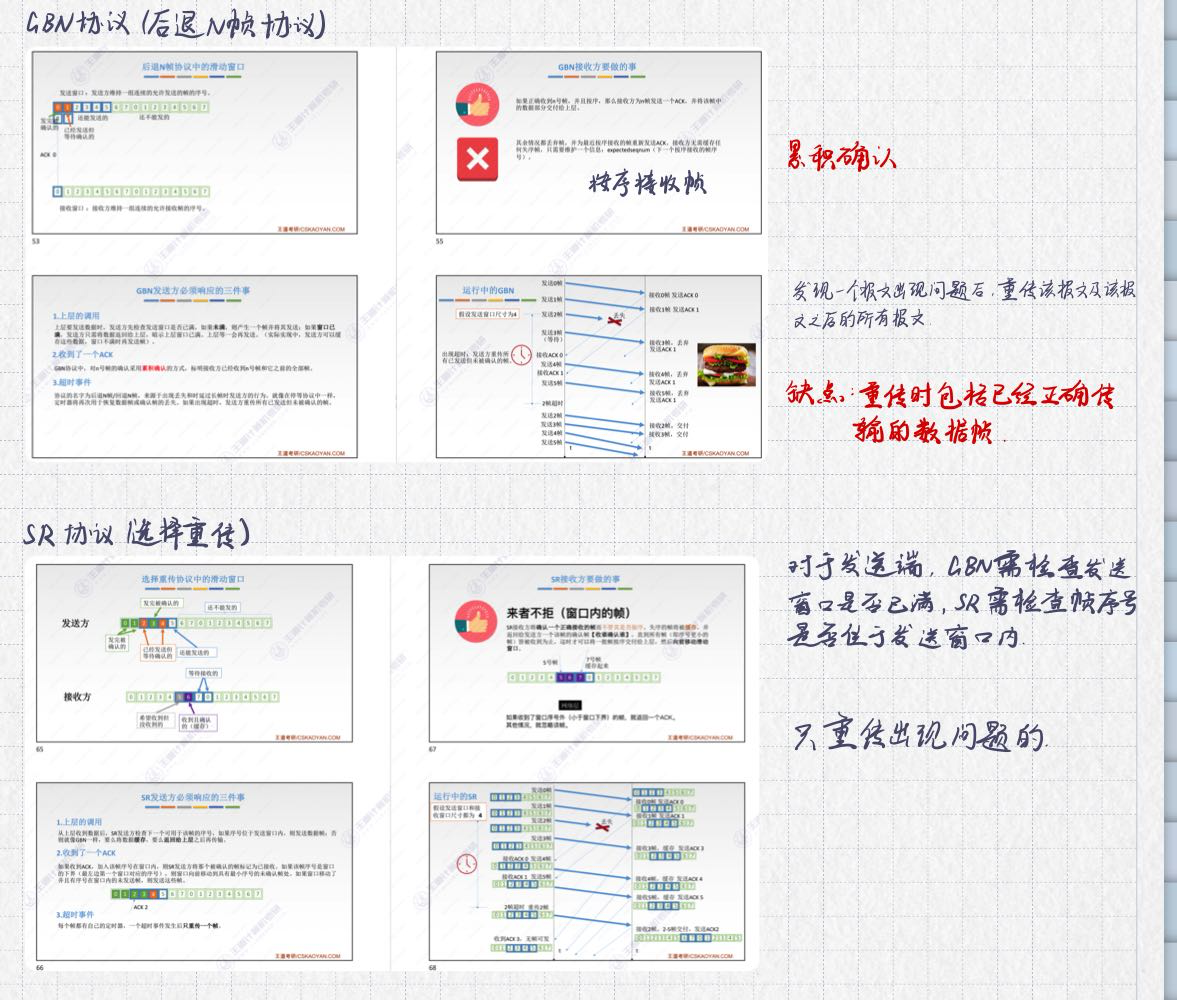 GBN协议（后退N帧协议）
后退N帧协议中的滑动窗口
发送窗口：发送方维持一组连续的允许发送的帧的序号。
0 1 2 3 4 5 6 7 0 1 2 3 4 5 6 7
还能发送的
还不能发的
已经发送但
等待确认的
ACK 0
0 1 2 3 4 5 6 7 0 1 2 3 4 5 6 7
接收窗口：接收方维持一组连续的允许接收帧的序号。
王道考研/CSKAOYAN.COM
53
GBN接收方要做的事
如果正确收到n号帧，并且按序，那么接收方为n帧发送一个ACK，并将该帧中
的数据部分交付给上层。
其余情况都丢弃帧，并为最近按序接收的帧重新发送ACK。接收方无需缓存任
何失序帧，只需要维护一个信息：expectedseqnum（下一个按序接收的帧序
号）。
按序接收帧
王道考研/CSKAOYAN.COM
55
累积确认
GBN发送方必须响应的三件事
1.上层的调用
上层要发送数据时，发送方先检查发送窗口是否已满，如果未满，则产生一个帧并将其发送；如果窗口已
满，发送方只需将数据返回给上层，暗示上层窗口已满。上层等一会再发送。（实际实现中，发送方可以缓
存这些数据，窗口不满时再发送帧）。
2.收到了一个ACK
GBN协议中，对n号帧的确认采用累积确认的方式，标明接收方已经收到n号帧和它之前的全部帧。
3.超时事件
协议的名字为后退N帧/回退N帧，来源于出现丢失和时延过长帧时发送方的行为。就像在停等协议中一样，
定时器将再次用于恢复数据帧或确认帧的丢失。如果出现超时，发送方重传所有已发送但未被确认的帧。
王道考研/CSKAOYAN.COM
运行中的GBN
假设发送窗口尺寸为4
出现超时：发送方重传所
有已发送但未被确认的帧。
发送0帧
发送1帧
发送2帧
发送3帧
（等待）
接收ACK 0
发送4帧
接收ACK 1
发送5帧
2帧超时
发送2帧
发送3帧
发送4帧
发送5帧
丢失
接收0帧 发送ACK 0
接收1帧 发送ACK 1
接收3帧，丢弃
发送ACK 1
接收4帧，丢弃
发送ACK 1
接收5帧，丢弃
发送ACK 1
接收2帧，交付
接收3帧，交付
t
t
王道考研/CSKAOYAN.COM
发现一个报文出现问题后，重传该报文及该报
文之后的所有报文.
缺点：重传时包括已经正确传
输的数据帧.
SR协议（选择重传）
选择重传协议中的滑动窗口
发完被确认的
还不能发的
发送方
0 1 2 3 4 5 6 7 0 1 2 3 4 5 6 7
发完被
确认的
已经发送但
等待确认的
还能发送的
等待接收的
接收方
0 1 2 3 4 5 6 7 0 1 2 3 4 5 6 7
希望收到但
没收到的
收到且确认
的（缓存）
王道考研/CSKAOYAN.COM
65
SR接收方要做的事
来者不拒（窗口内的帧）
SR接收方将确认一个正确接收的帧而不管其是否按序。失序的帧将被缓存，并
返回给发送方一个该帧的确认帧【收谁确认谁】，直到所有帧（即序号更小的
帧）皆被收到为止，这时才可以将一批帧按序交付给上层，然后向前移动滑动
窗口。
5号帧
7号帧
缓存起来
0 1 2 3 4 5 6 7 0 1 2 3 4 5 6 7
如果收到了窗口序号外（小于窗口下界）的帧，就返回一个ACK。
其他情况，就忽略该帧。
王道考研/CSKAOYAN.COM
67
对于发送端，GBN需检查发送
窗口是否已满，SR需检查帧序号
是否位于发送窗口内.
只重传出现问题的.
SR发送方必须响应的三件事
1.上层的调用
从上层收到数据后，SR发送方检查下一个可用于该帧的序号，如果序号位于发送窗口内，则发送数据帧；否
则就像GBN一样，要么将数据缓存，要么返回给上层之后再传输。
2.收到了一个ACK
如果收到ACK，加入该帧序号在窗口内，则SR发送方将那个被确认的帧标记为已接收。如果该帧序号是窗口
的下界（最左边第一个窗口对应的序号），则窗口向前移动到具有最小序号的未确认帧处。如果窗口移动了
并且有序号在窗口内的未发送帧，则发送这些帧。
0 1 2 3 4 5 6 7 0 1 2 3 4 5 6 7
ACK 2
3.超时事件
每个帧都有自己的定时器，一个超时事件发生后只重传一个帧。
王道考研/CSKAOYAN.COM
66
运行中的SR
假设发送窗口和接
收窗口尺寸都为 4
发送0帧
发送1帧
发送2帧
发送3帧
接收ACK 0 发送4帧
接收ACK 1 发送5帧
2帧超时 重传2帧
收到ACK 3，无帧可发
丢失
接收0帧 发送ACK 0
接收1帧 发送ACK 1
接收3帧，缓存 发送ACK 3
接收4帧，缓存 发送ACK 4
接收5帧，缓存 发送ACK 5
接收2帧，2-5帧交付，发送ACK2
t
t
王道考研/CSKAOYAN.COM
68